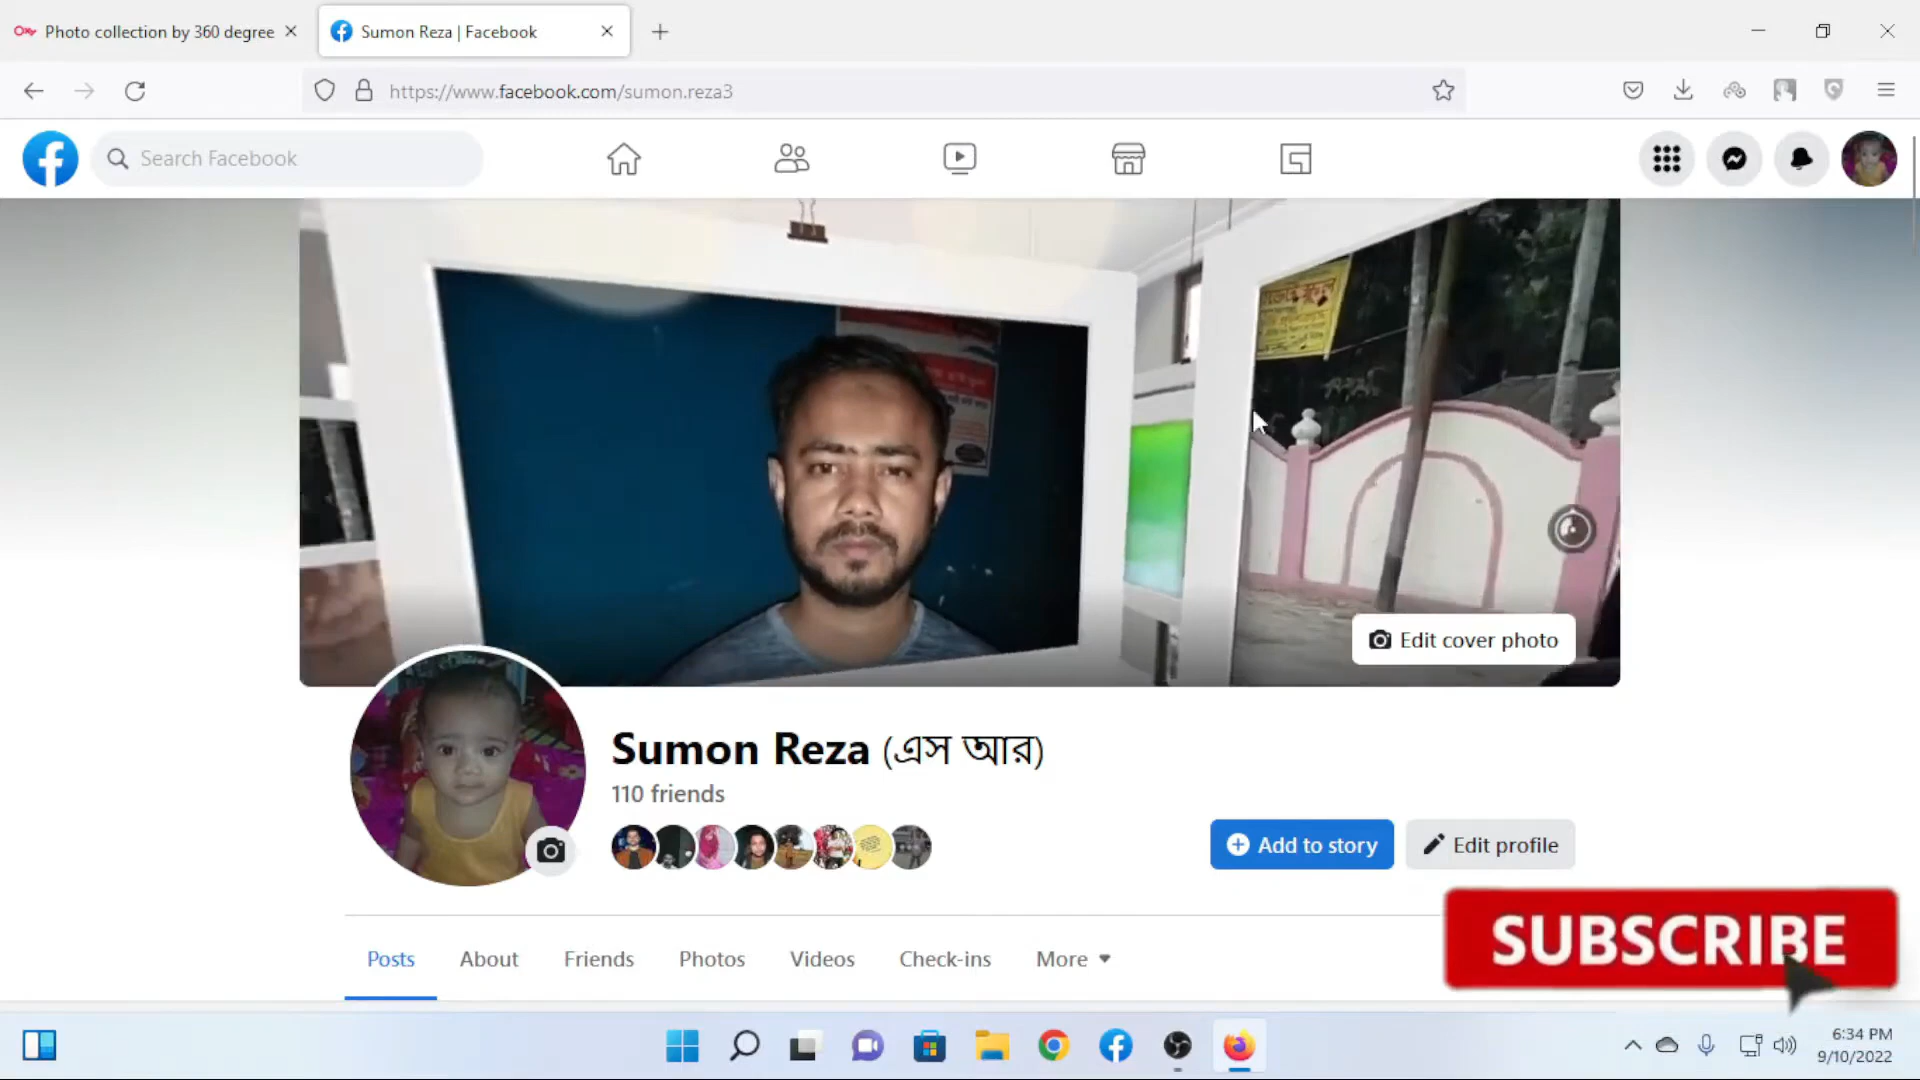 Photo collection by 360 degree
Sumon Reza | Facebook
https://www.facebook.com/sumon.reza3
Search Facebook
Edit cover photo
Sumon Reza (এস আর)
110 friends
Add to story
Edit profile
Posts
About
Friends
Photos
Videos
Check-ins
More
SUBSCRIBE
6:34 PM
9/10/2022